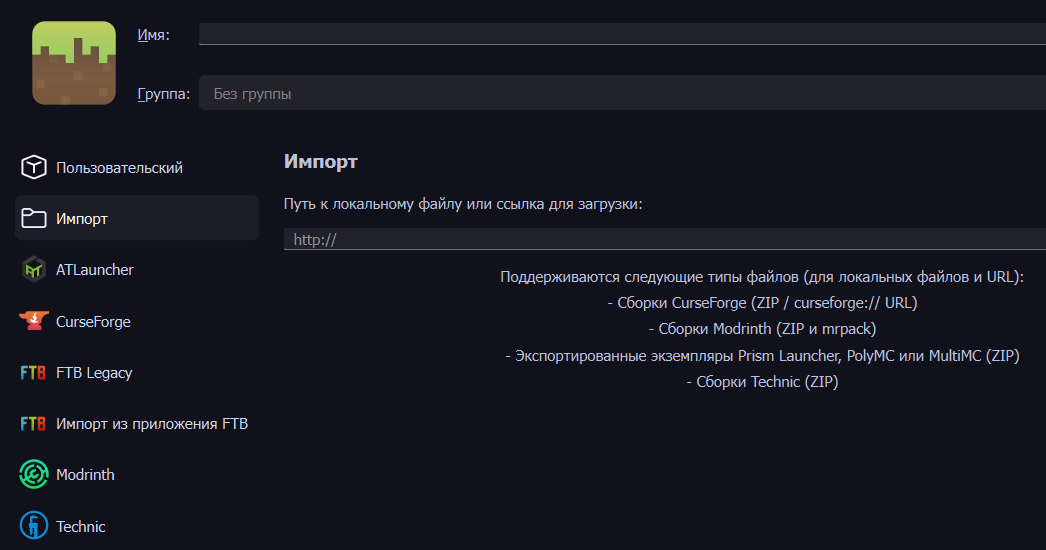 Имя:
Группа:
Без группы
Пользовательский
Импорт
ATLauncher
CurseForge
FTB
FTB Legacy
FTB
Импорт из приложения FTB
Modrinth
Technic
Импорт
Путь к локальному файлу или ссылка для загрузки:
http://
Поддерживаются следующие типы файлов (для локальных файлов и URL):
- Сборки CurseForge (ZIP / curseforge:// URL)
- Сборки Modrinth (ZIP и mrpack)
- Экспортированные экземпляры Prism Launcher, PolyMC или MultiMC (ZIP)
- Сборки Technic (ZIP)